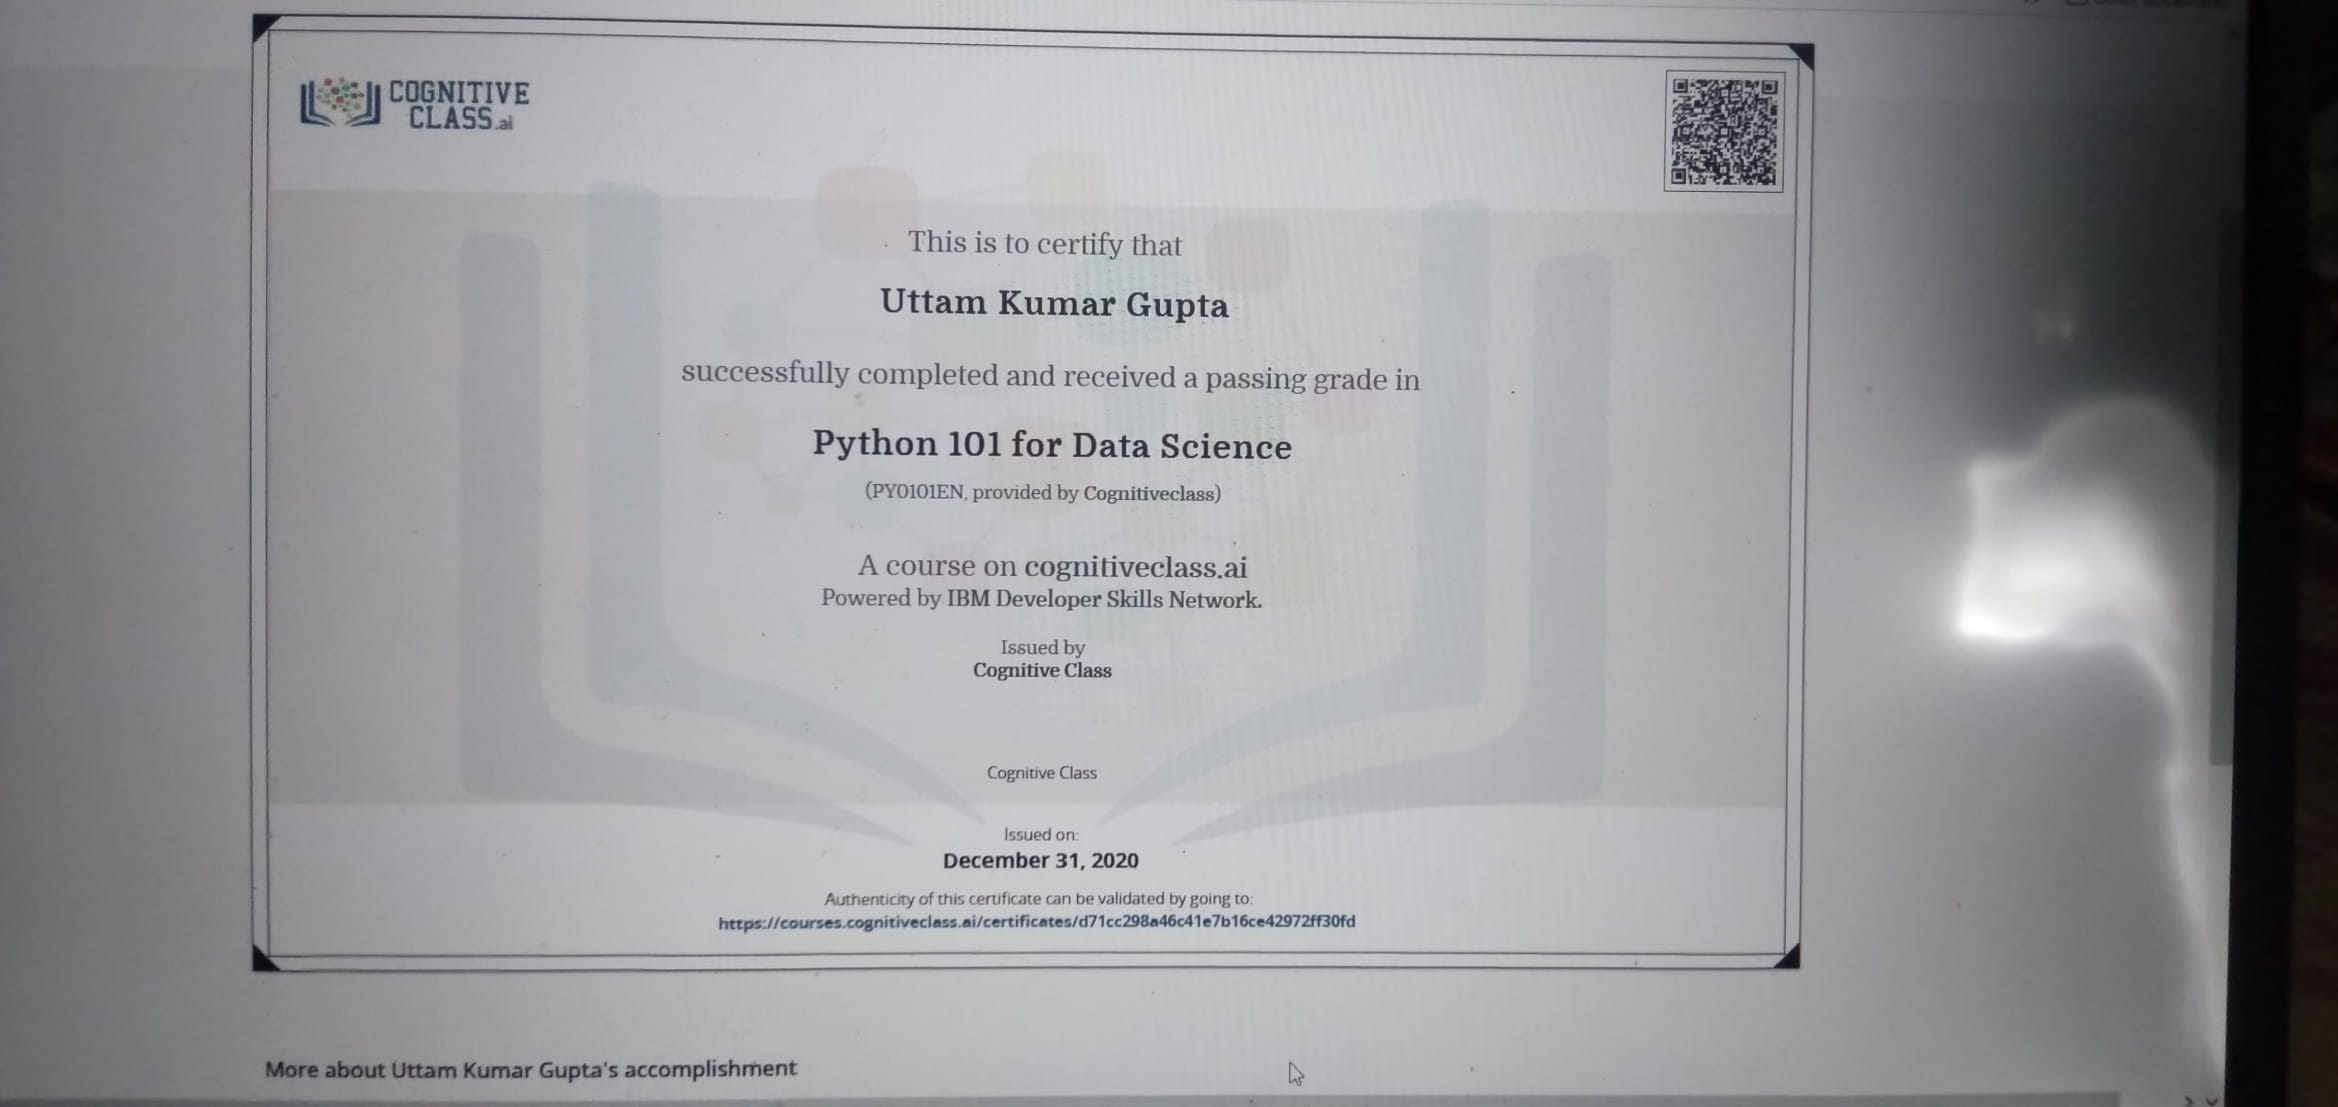 COGNITIVE
CLASS.ai
This is to certify that
Uttam Kumar Gupta
successfully completed and received a passing grade in
Python 101 for Data Science
(PY0101EN, provided by Cognitiveclass)
A course on cognitiveclass.ai
Powered by IBM Developer Skills Network.
Issued by
Cognitive Class
Cognitive Class
Issued on:
December 31, 2020
Authenticity of this certificate can be validated by going to:
https://courses.cognitiveclass.ai/certificates/d71cc298a46c41e7b16ce42972ff30fd
More about Uttam Kumar Gupta's accomplishment